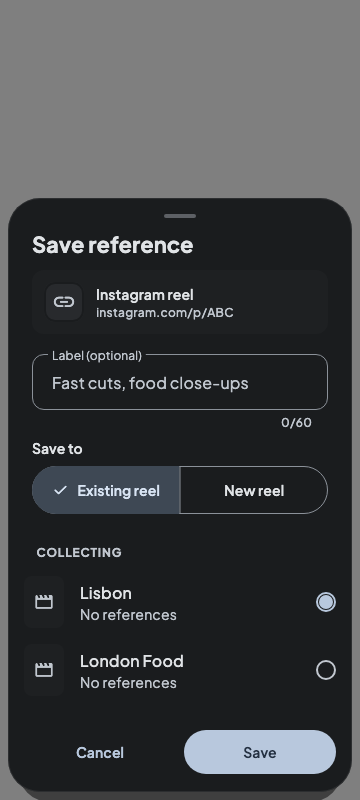 Save reference
Instagram reel
instagram.com/p/ABC
Label (optional)
Fast cuts, food close-ups
0/60
Save to
Existing reel
New reel
COLLECTING
Lisbon
No references
London Food
No references
Cancel
Save